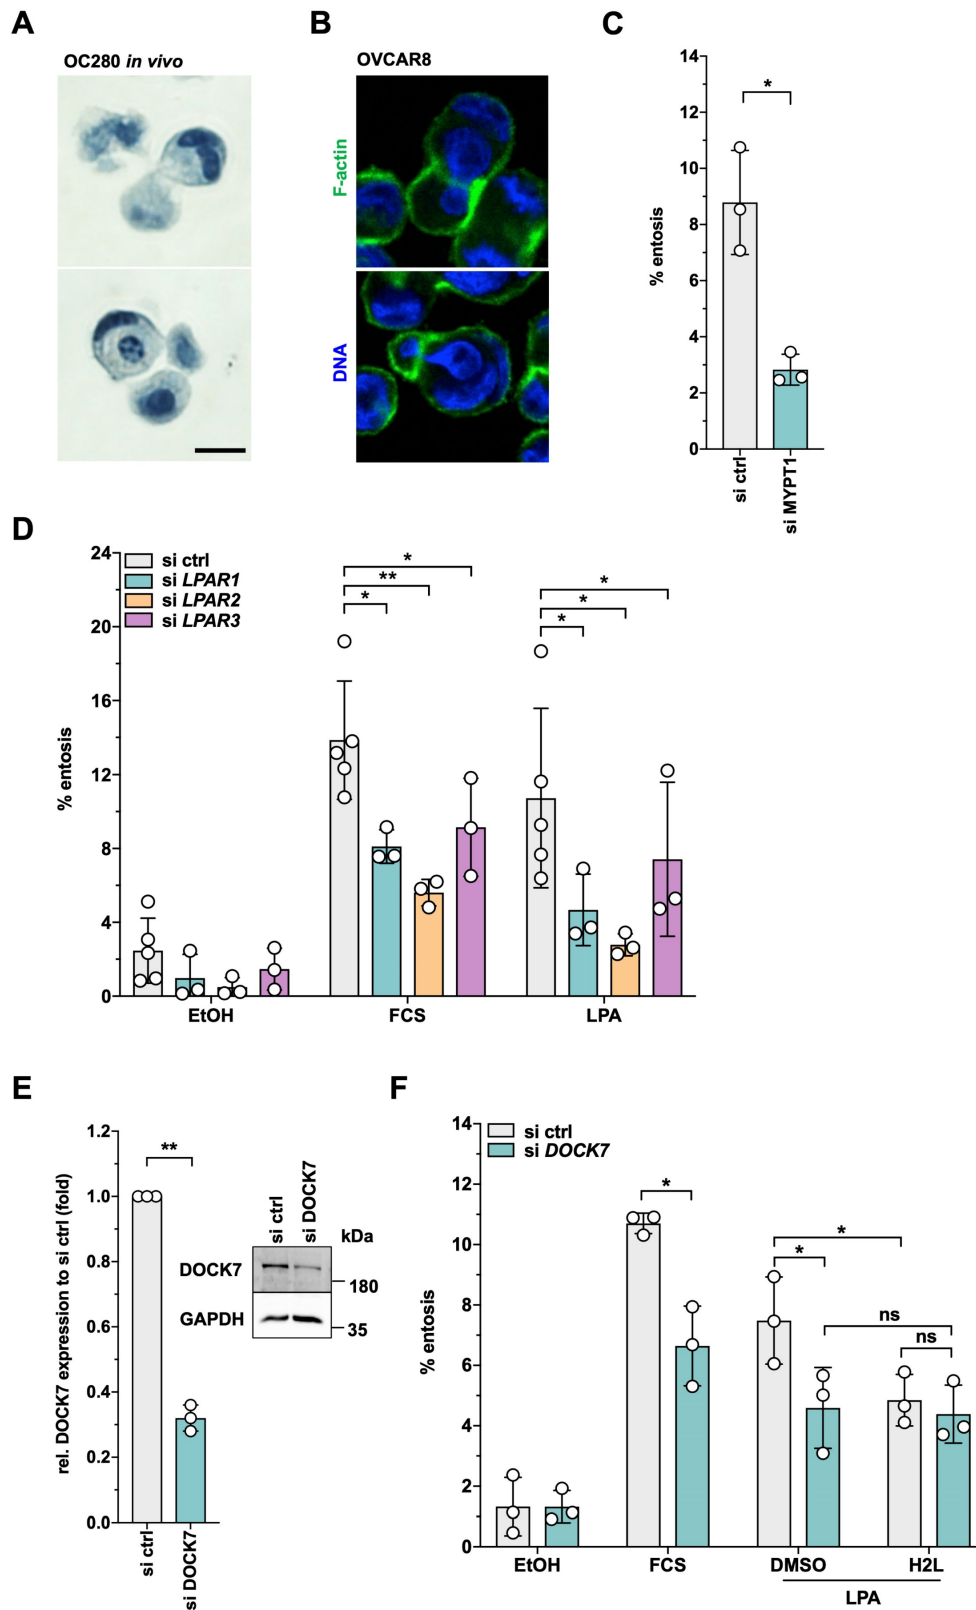 A
OC280 in vivo
B
OVCAR8
F-actin
DNA
C
14
12
10
8
6
4
2
0
% entosis
*
si ctrl
si MYPT1
D
24
20
16
12
8
4
0
% entosis
si ctrl
si LPAR1
si LPAR2
si LPAR3
*
**
*
*
*
*
EtOH
FCS
LPA
E
1.2
1.0
0.8
0.6
0.4
0.2
0.0
rel. DOCK7 expression to si ctrl (fold)
**
si ctrl
si DOCK7
si ctrl
si DOCK7
kDa
DOCK7
180
GAPDH
35
F
14
12
10
8
6
4
2
0
% entosis
si ctrl
si DOCK7
*
*
*
ns
ns
EtOH
FCS
DMSO
H2L
LPA